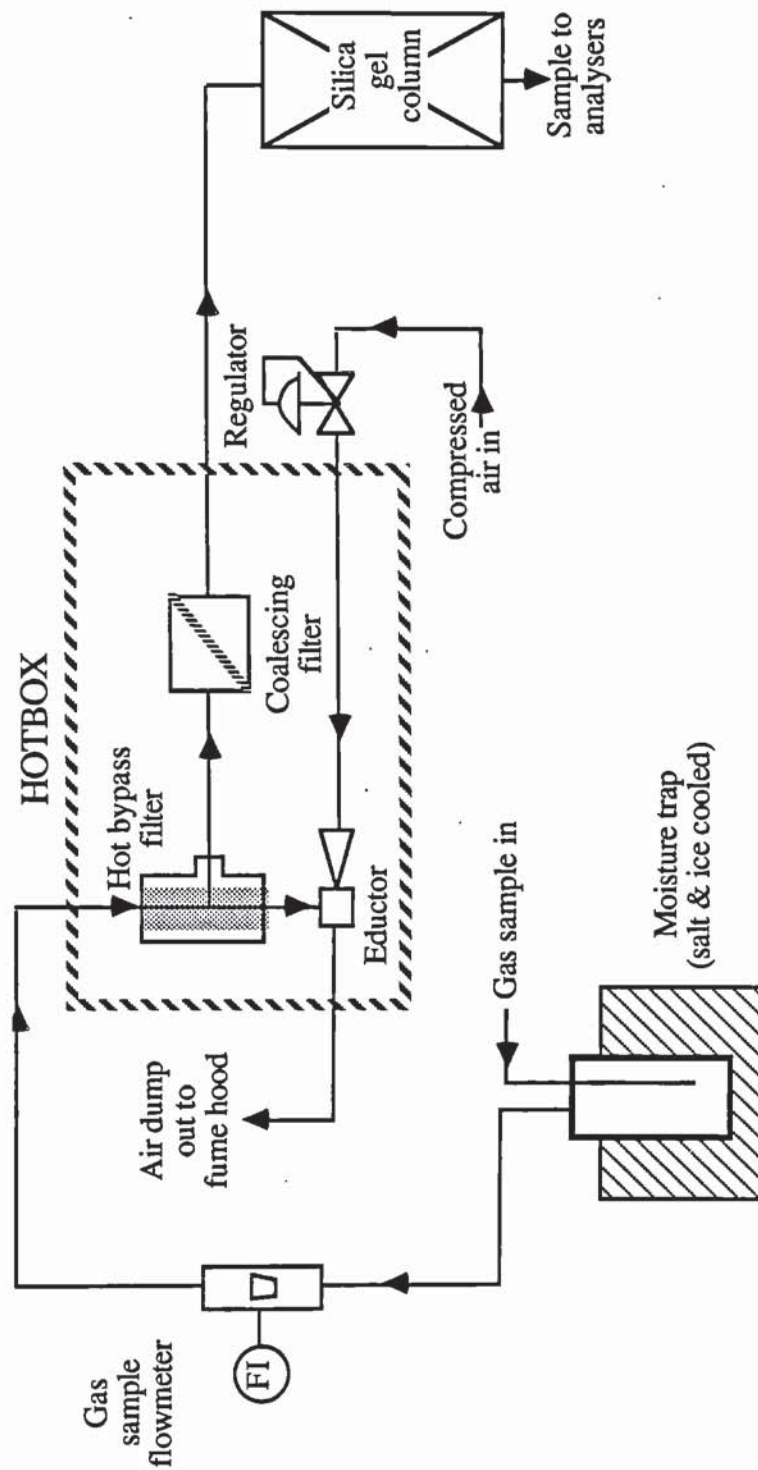 HOTBOX
Gas
sample
flowmeter
FI
Hot bypass
filter
Coalescing
filter
Regulator
Silica
gel
column
Sample to
analysers
Air dump
out to
fume hood
Eductor
Compressed
air in
Gas sample in
Moisture trap
(salt & ice cooled)